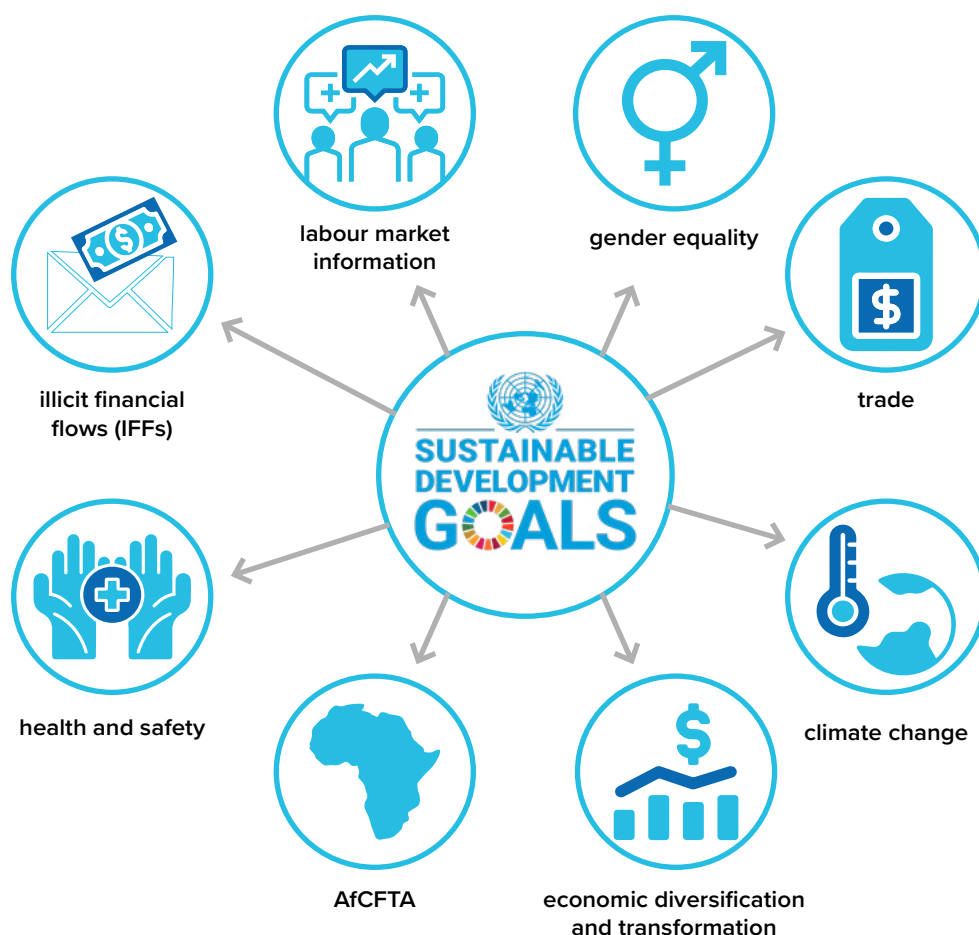 labour market
information
gender equality
illicit financial
flows (IFFs)
$
trade
$
SUSTAINABLE
DEVELOPMENT
GOALS
health and safety
climate change
$
AfCFTA
economic diversification
and transformation